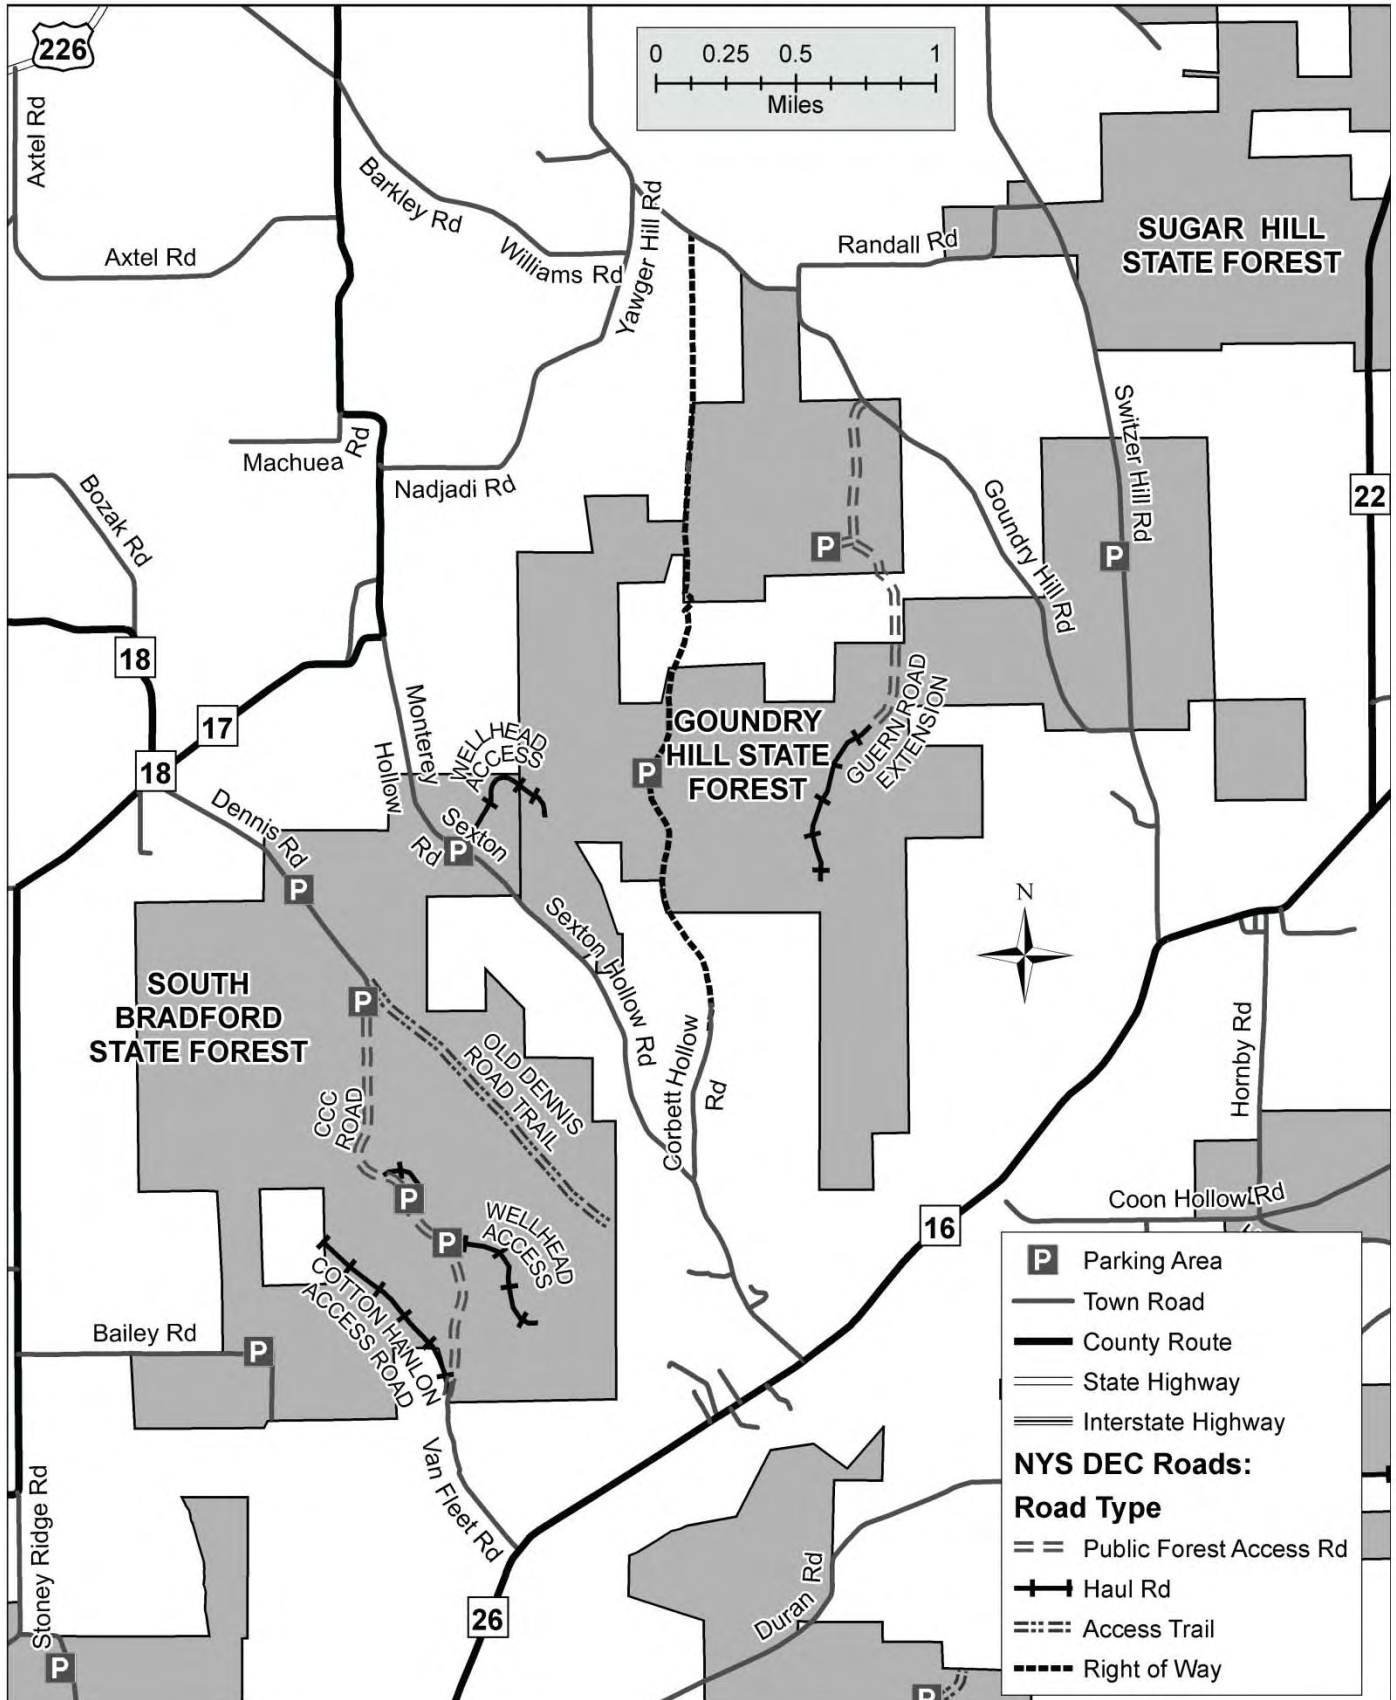 226
0 0.25 0.5 1
Miles
Axtel Rd
Barkley Rd
Yawger Hill Rd
Randall Rd
SUGAR HILL
STATE FOREST
Axtel Rd
Williams Rd
Switzer Hill Rd
Machuea Rd
Nadjadi Rd
Bozak Rd
Goundry Hill Rd
22
P
P
18
17
18
Monterey
Hollow
Rd
WELLHEAD
ACCESS
GOUNDRY
HILL STATE
FOREST
GUERN ROAD
EXTENSION
P
Dennis Rd
Sexton
P
P
Sexton Hollow Rd
N
SOUTH
BRADFORD
STATE FOREST
P
OLD DENNIS
ROAD TRAIL
Corbett Hollow
Rd
Hornby Rd
CCC
ROAD
P
P
WELLHEAD
ACCESS
Coon Hollow Rd
16
COTTON HANLON
ACCESS ROAD
Bailey Rd
P
Van Fleet Rd
Stoney Ridge Rd
P
26
Duran Rd
P
P Parking Area
Town Road
County Route
State Highway
Interstate Highway
NYS DEC Roads:
Road Type
Public Forest Access Rd
Haul Rd
Access Trail
Right of Way